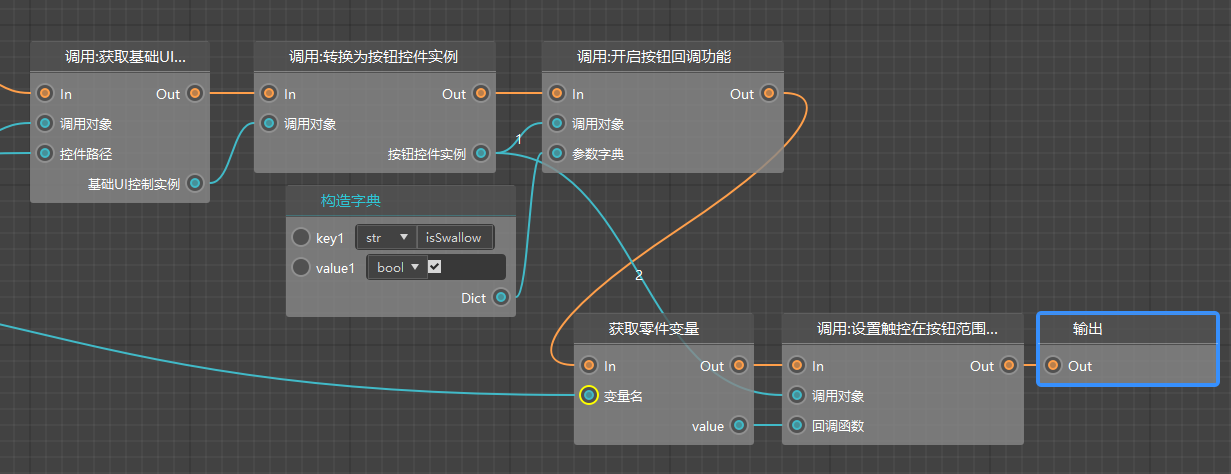 调用:获取基础UI...
In
Out
调用对象
控件路径
基础UI控制实例
调用:转换为按钮控件实例
In
Out
调用对象
按钮控件实例
调用:开启按钮回调功能
In
Out
调用对象
参数字典
1
构造字典
key1
str
isSwallow
value1
bool
Dict
2
获取零件变量
In
Out
变量名
value
调用:设置触控在按钮范围...
In
Out
调用对象
回调函数
输出
Out